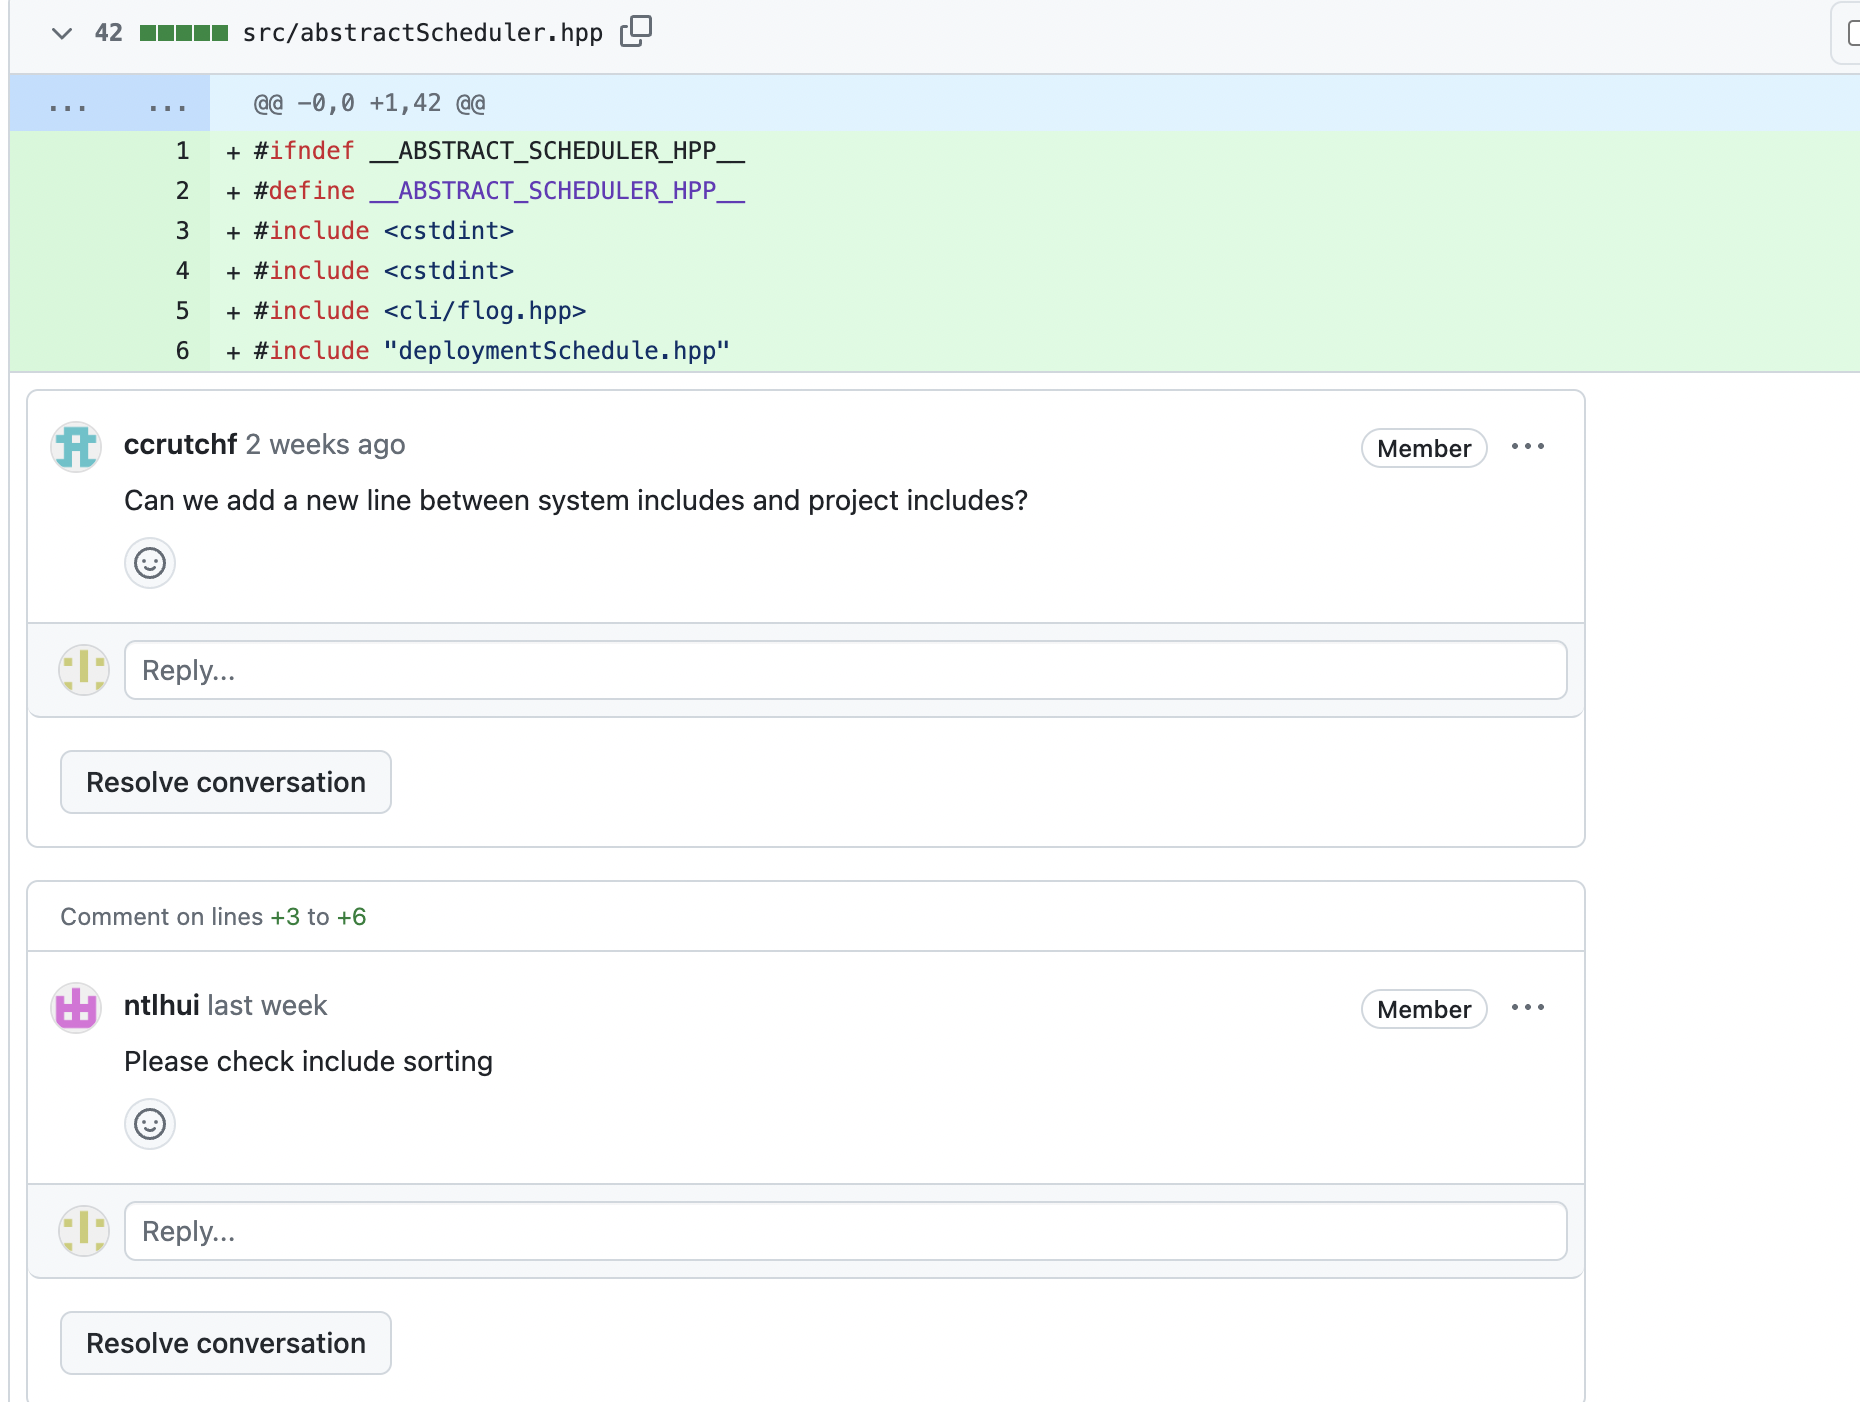 42 src/abstractScheduler.hpp
... ... @@ -0,0 +1,42 @@
1 + #ifndef __ABSTRACT_SCHEDULER_HPP__
2 + #define __ABSTRACT_SCHEDULER_HPP__
3 + #include <cstdint>
4 + #include <cstdint>
5 + #include <cli/flog.hpp>
6 + #include "deploymentSchedule.hpp"
ccrutchf 2 weeks ago Member ...
Can we add a new line between system includes and project includes?
Reply...
Resolve conversation
Comment on lines +3 to +6
ntlhui last week Member ...
Please check include sorting
Reply...
Resolve conversation